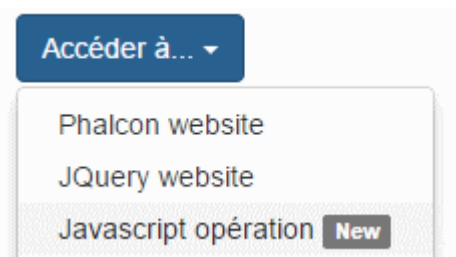 Accéder à...
Phalcon website
JQuery website
Javascript opération New